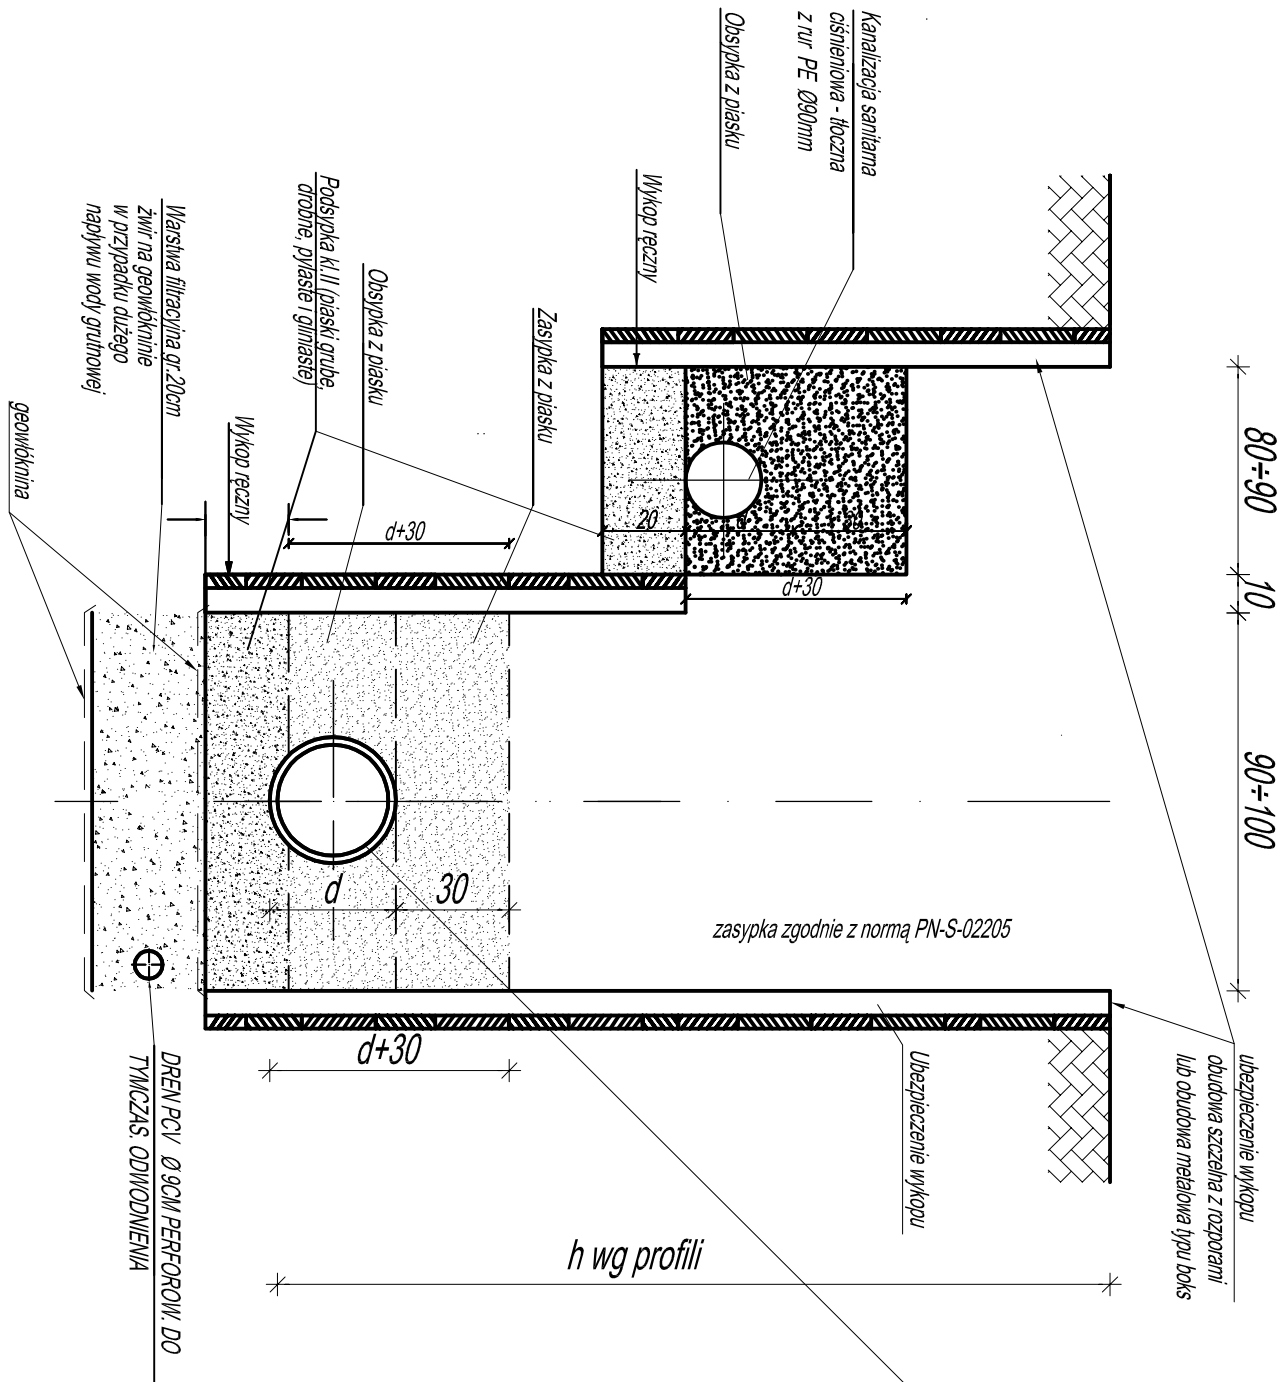 Kanalizacja sanitarna
ciśnieniowa - tłoczna
z rur PE Ø90mm
Obsypka z piasku
Wykop ręczny
Zasypka z piasku
Obsypka z piasku
Podsypka kl.II (piaski grube,
drobne, pylaste i gliniaste)
Wykop ręczny
Warstwa filtracyjna gr.20cm
żwir na geowłókninie
w przypadku dużego
napływu wody gruntowej
geowłóknina
80÷90
10
90÷100
20
d
30
d+30
d+30
d
30
d+30
zasypka zgodnie z normą PN-S-02205
h wg profili
ubezpieczenie wykopu
obudowa szczelna z rozporami
lub obudowa metalowa typu boks
Ubezpieczenie wykopu
DREN PCV Ø 9CM PERFOROW. DO
TYMCZAS. ODWODNIENIA